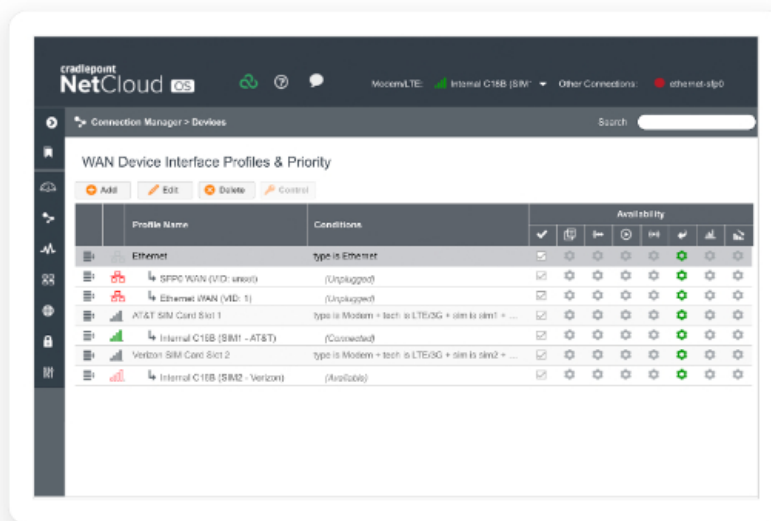 cradlepoint
NetCloud OS
Modem/LTE: Internal C18B (SIM1 Other Connections: ethernet-sfp0
Connection Manager > Devices Search
WAN Device Interface Profiles & Priority
Add Edit Delete Control
Availability
Profile Name Conditions
Ethernet type is Ethernet
SFP0 WAN (VID: unset) (Unplugged)
Ethernet WAN (VID: 1) (Unplugged)
AT&T SIM Card Slot 1 type is Modem + tech is LTE/3G + sim is sim1 + ...
Internal C18B (SIM1 - AT&T) (Connected)
Verizon SIM Card Slot 2 type is Modem + tech is LTE/3G + sim is sim2 + ...
Internal C18B (SIM2 - Verizon) (Available)